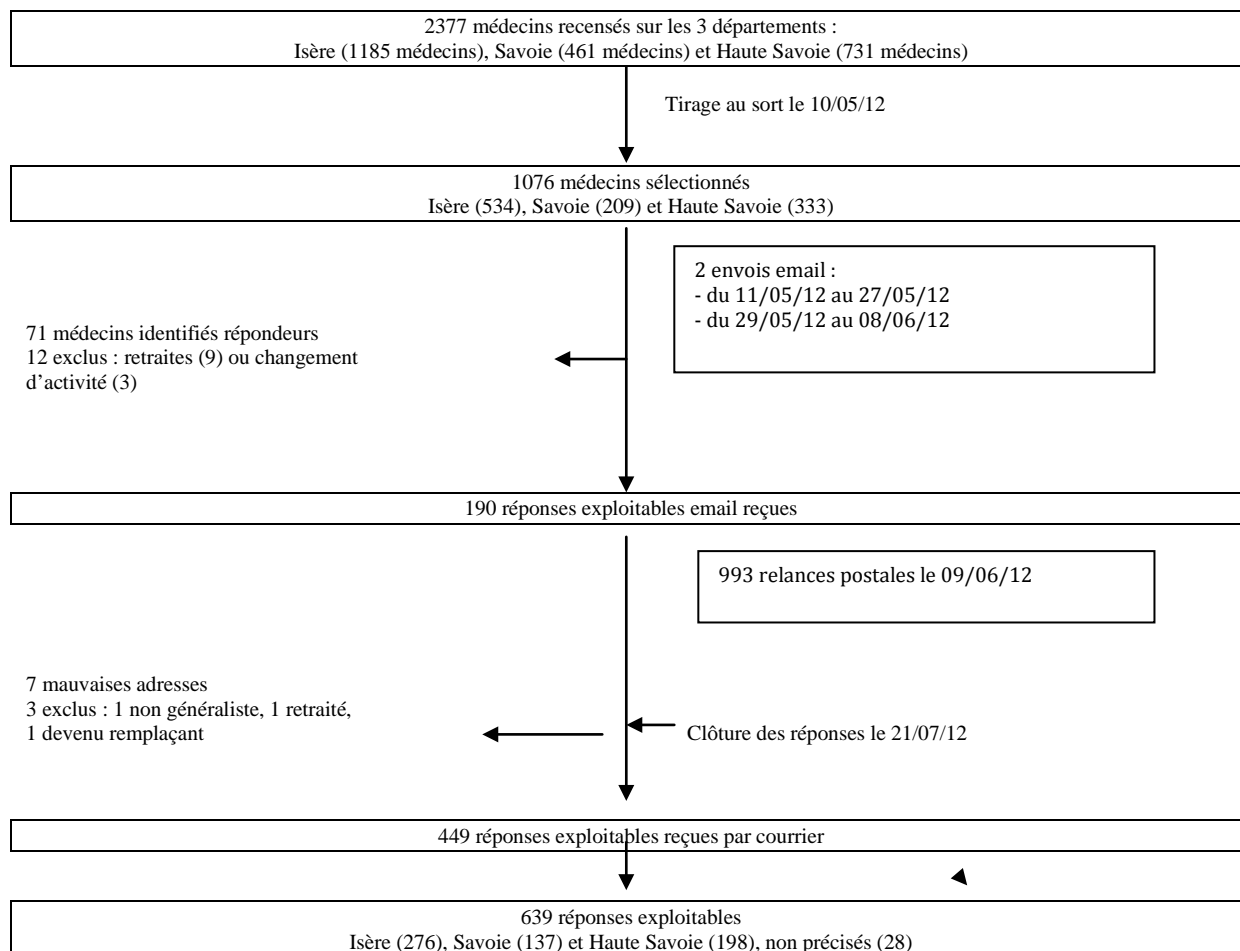 2377 médecins recensés sur les 3 départements :
Isère (1185 médecins), Savoie (461 médecins) et Haute Savoie (731 médecins)
Tirage au sort le 10/05/12
1076 médecins sélectionnés
Isère (534), Savoie (209) et Haute Savoie (333)
2 envois email :
- du 11/05/12 au 27/05/12
- du 29/05/12 au 08/06/12
71 médecins identifiés répondeurs
12 exclus : retraites (9) ou changement
d'activité (3)
190 réponses exploitables email reçues
993 relances postales le 09/06/12
7 mauvaises adresses
3 exclus : 1 non généraliste, 1 retraité,
1 devenu remplaçant
Clôture des réponses le 21/07/12
449 réponses exploitables reçues par courrier
639 réponses exploitables
Isère (276), Savoie (137) et Haute Savoie (198), non précisés (28)